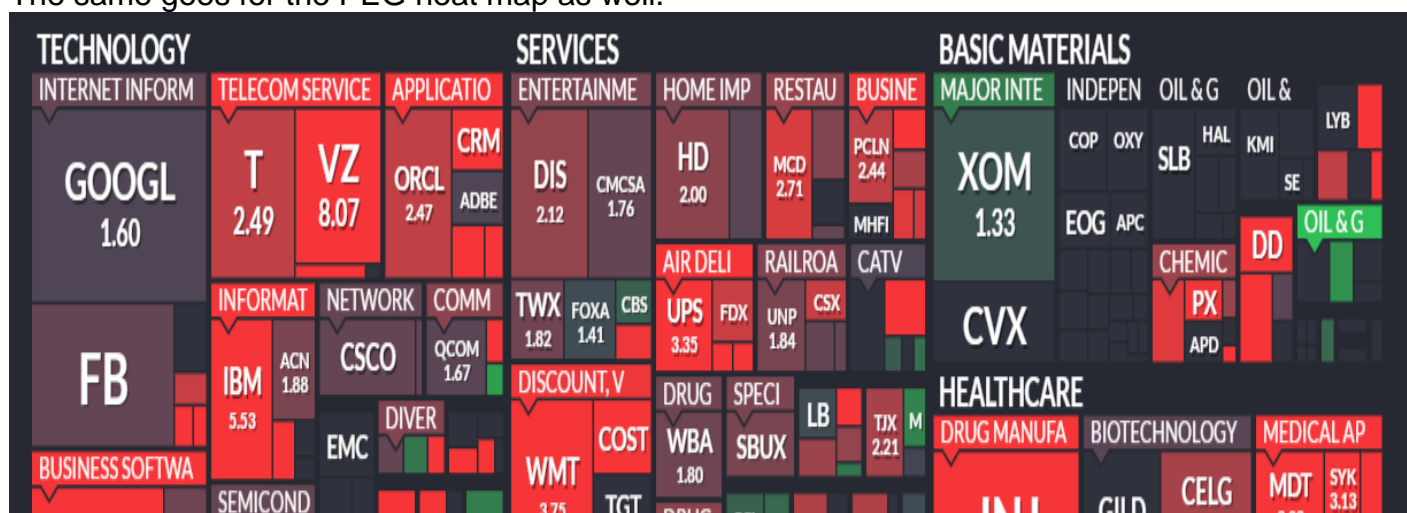 The same goes for the PEG heat map as well.
TECHNOLOGY
INTERNET INFORM
GOOGL
1.60
FB
BUSINESS SOFTWA
TELECOM SERVICE
T
2.49
VZ
8.07
APPLICATIO
ORCL
2.47
CRM
ADBE
INFORMAT
IBM
5.53
ACN
1.88
NETWORK
CSCO
COMM
QCOM
1.67
EMC
DIVER
SEMICOND
SERVICES
ENTERTAINME
DIS
2.12
CMCSA
1.76
TWX
1.82
FOXA
1.41
CBS
HOME IMP
HD
2.00
RESTAU
MCD
2.71
BUSINE
PCLN
2.44
MHFI
AIR DELI
UPS
3.35
FDX
RAILROA
UNP
1.84
CSX
CATV
DISCOUNT, V
WMT
3.75
COST
TGT
DRUG
WBA
1.80
SPECI
SBUX
LB
TJX
2.21
M
DRUG
BASIC MATERIALS
MAJOR INTE
XOM
1.33
CVX
INDEPEN
COP
OXY
EOG
APC
OIL & G
SLB
HAL
OIL &
KMI
SE
LYB
OIL & G
CHEMIC
PX
APD
DD
HEALTHCARE
DRUG MANUFA
JNJ
BIOTECHNOLOGY
GILD
CELG
MEDICAL AP
MDT
SYK
3.13